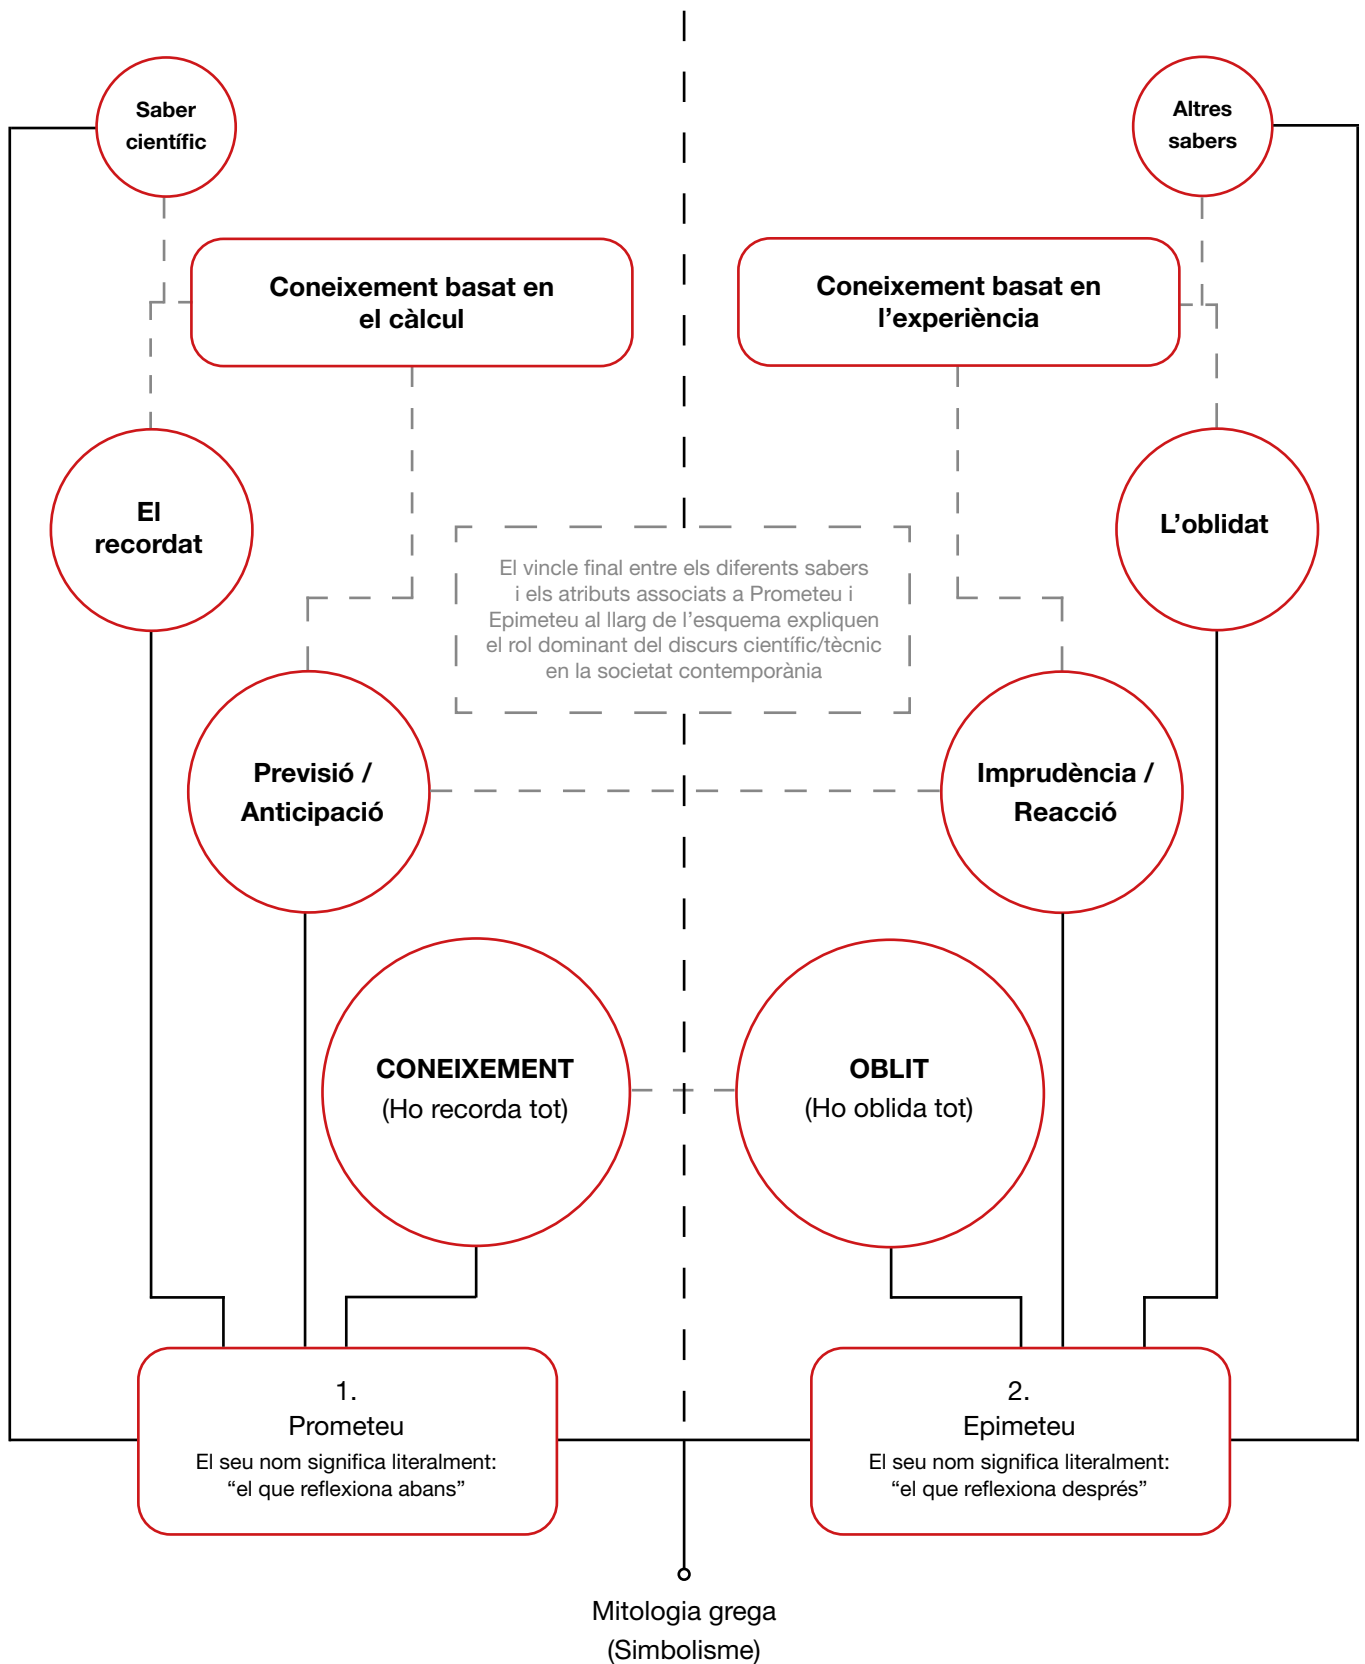 Saber
científic
Altres
sabers
Coneixement basat en
el càlcul
Coneixement basat en
l’experiència
El
recordat
L’oblidat
El vincle final entre els diferents sabers
i els atributs associats a Prometeu i
Epimeteu al llarg de l’esquema expliquen
el rol dominant del discurs científic/tècnic
en la societat contemporània
Previsió /
Anticipació
Imprudència /
Reacció
CONEIXEMENT
(Ho recorda tot)
OBLIT
(Ho oblida tot)
1.
Prometeu
El seu nom significa literalment:
“el que reflexiona abans”
2.
Epimeteu
El seu nom significa literalment:
“el que reflexiona després”
Mitologia grega
(Simbolisme)